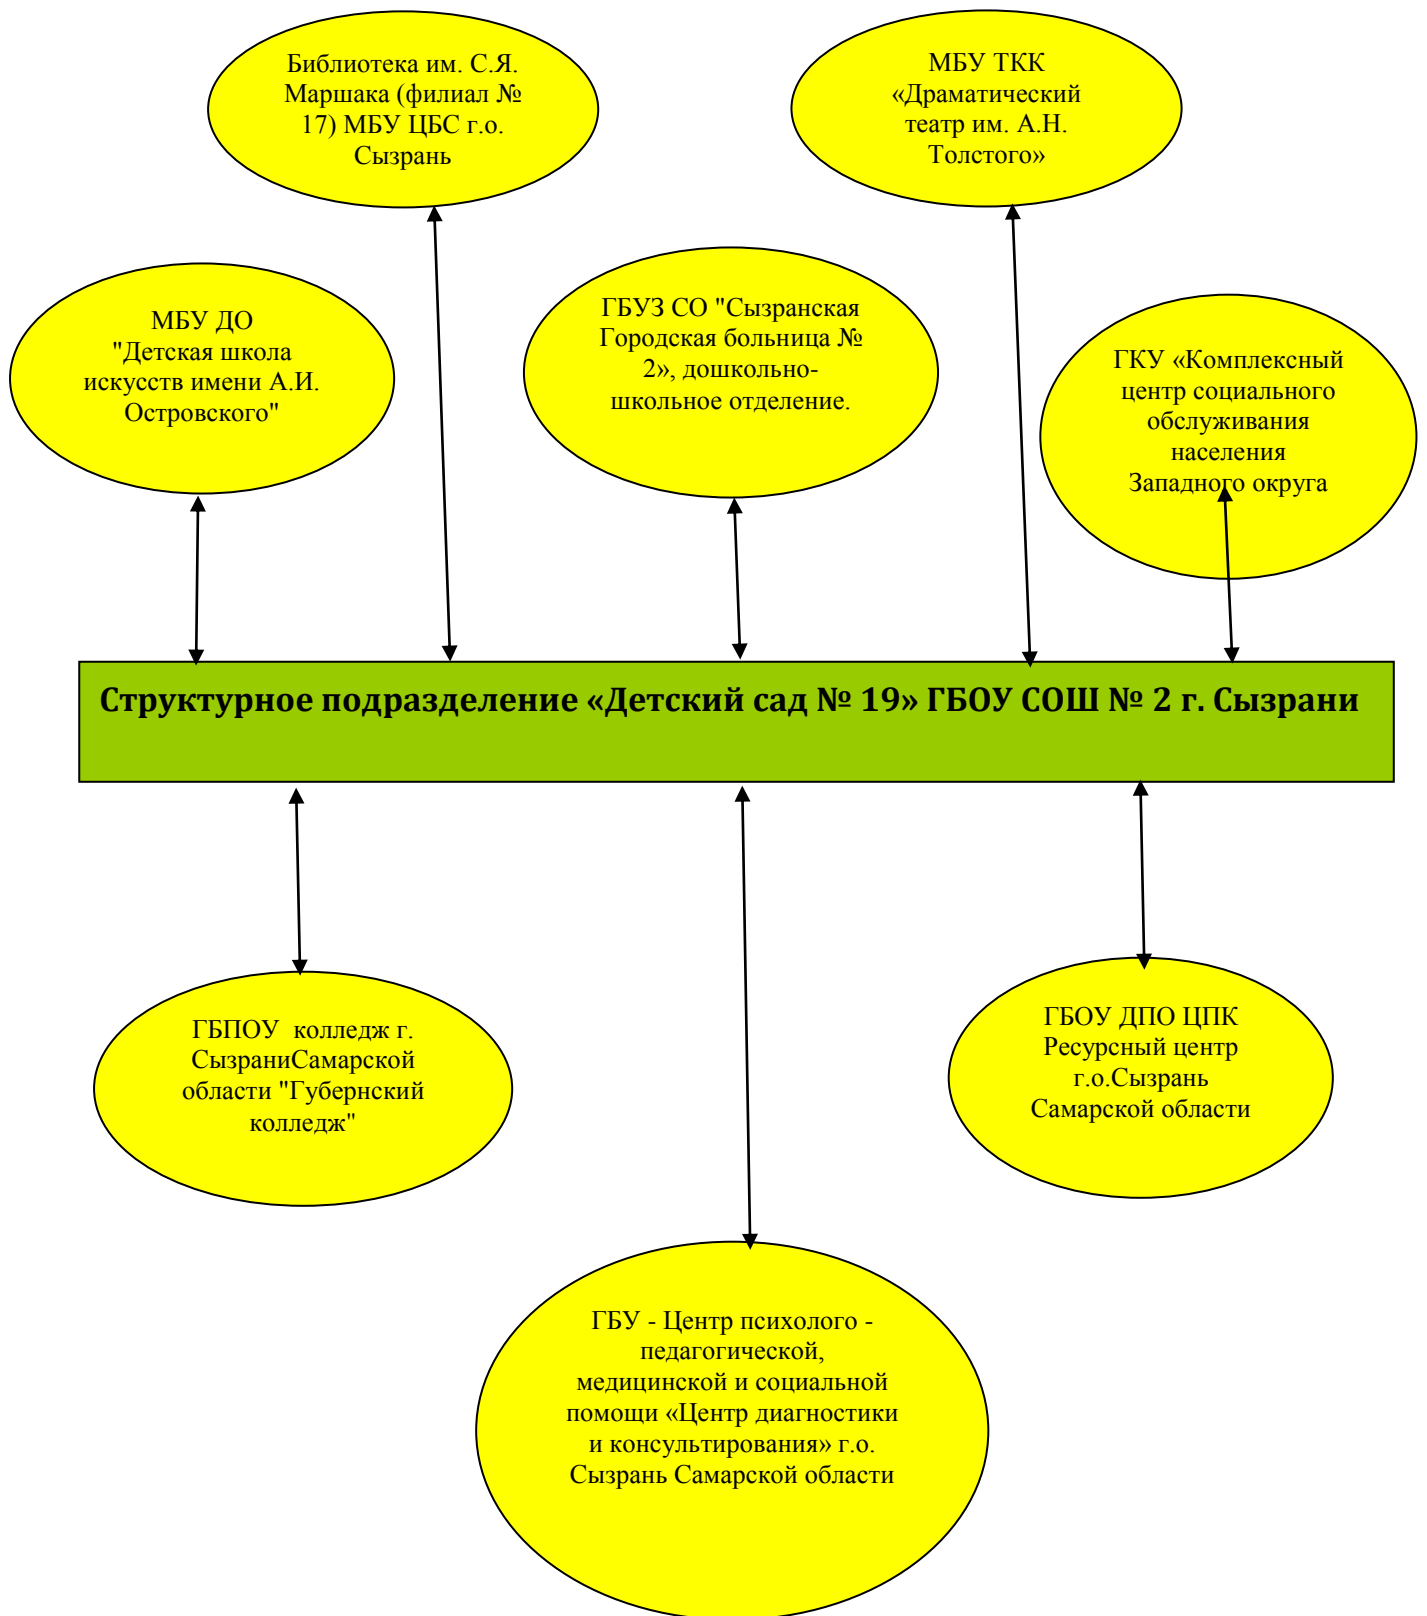 Библиотека им. С.Я.
Маршака (филиал №
17) МБУ ЦБС г.о.
Сызрань
МБУ ТКК
«Драматический
театр им. А.Н.
Толстого»
МБУ ДО
"Детская школа
искусств имени А.И.
Островского"
ГБУЗ СО "Сызранская
Городская больница №
2», дошкольно-
школьное отделение.
ГКУ «Комплексный
центр социального
обслуживания
населения
Западного округа
Структурное подразделение «Детский сад № 19» ГБОУ СОШ № 2 г. Сызрани
ГБПОУ  колледж г.
СызраниСамарской
области "Губернский
колледж"
ГБОУ ДПО ЦПК
Ресурсный центр
г.о.Сызрань
Самарской области
ГБУ - Центр психолого -
педагогической,
медицинской и социальной
помощи «Центр диагностики
и консультирования» г.о.
Сызрань Самарской области